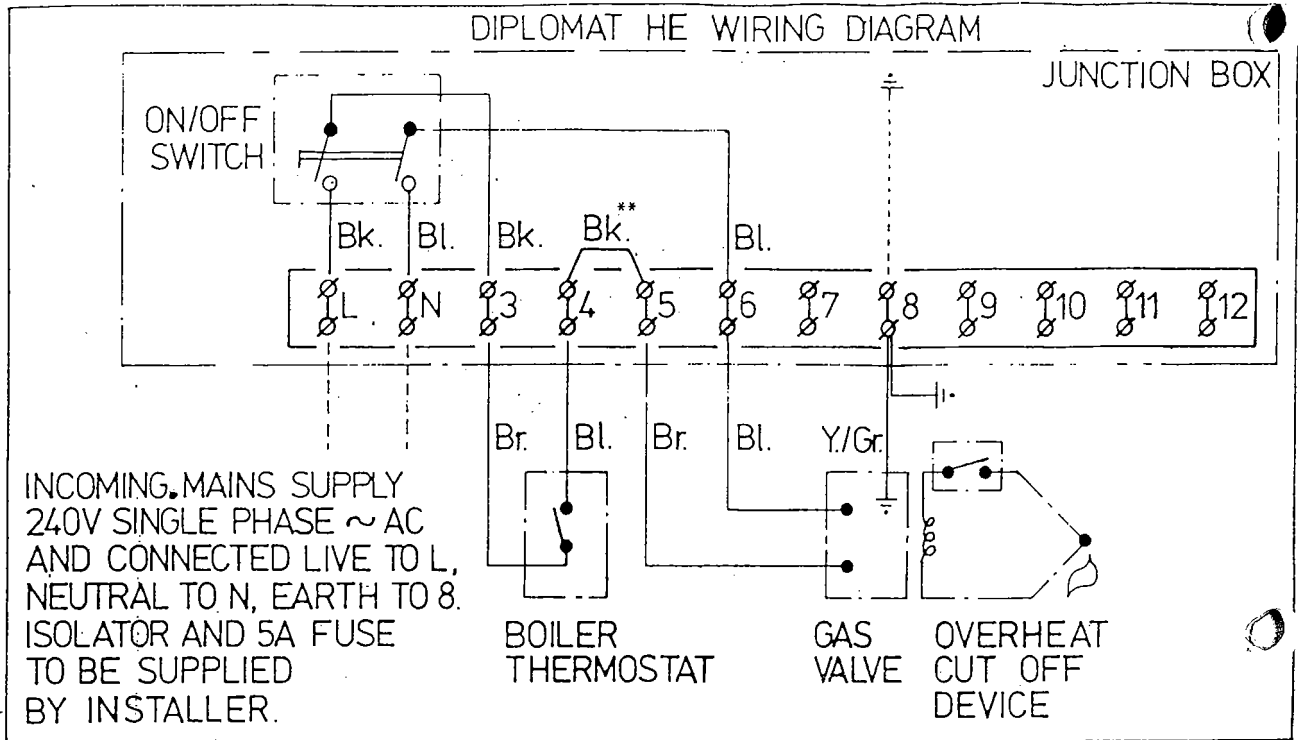 DIPLOMAT HE WIRING DIAGRAM
JUNCTION BOX
ON/OFF
SWITCH
Bk. Bl. Bk. Bk.** Bl.
L N 3 4 5 6 7 8 9 10 11 12
Br. Bl. Br. Bl. Y./Gr.
INCOMING.MAINS SUPPLY
240V SINGLE PHASE ~ AC
AND CONNECTED LIVE TO L,
NEUTRAL TO N, EARTH TO 8.
ISOLATOR AND 5A FUSE
TO BE SUPPLIED
BY INSTALLER.
BOILER
THERMOSTAT
GAS
VALVE
OVERHEAT
CUT OFF
DEVICE